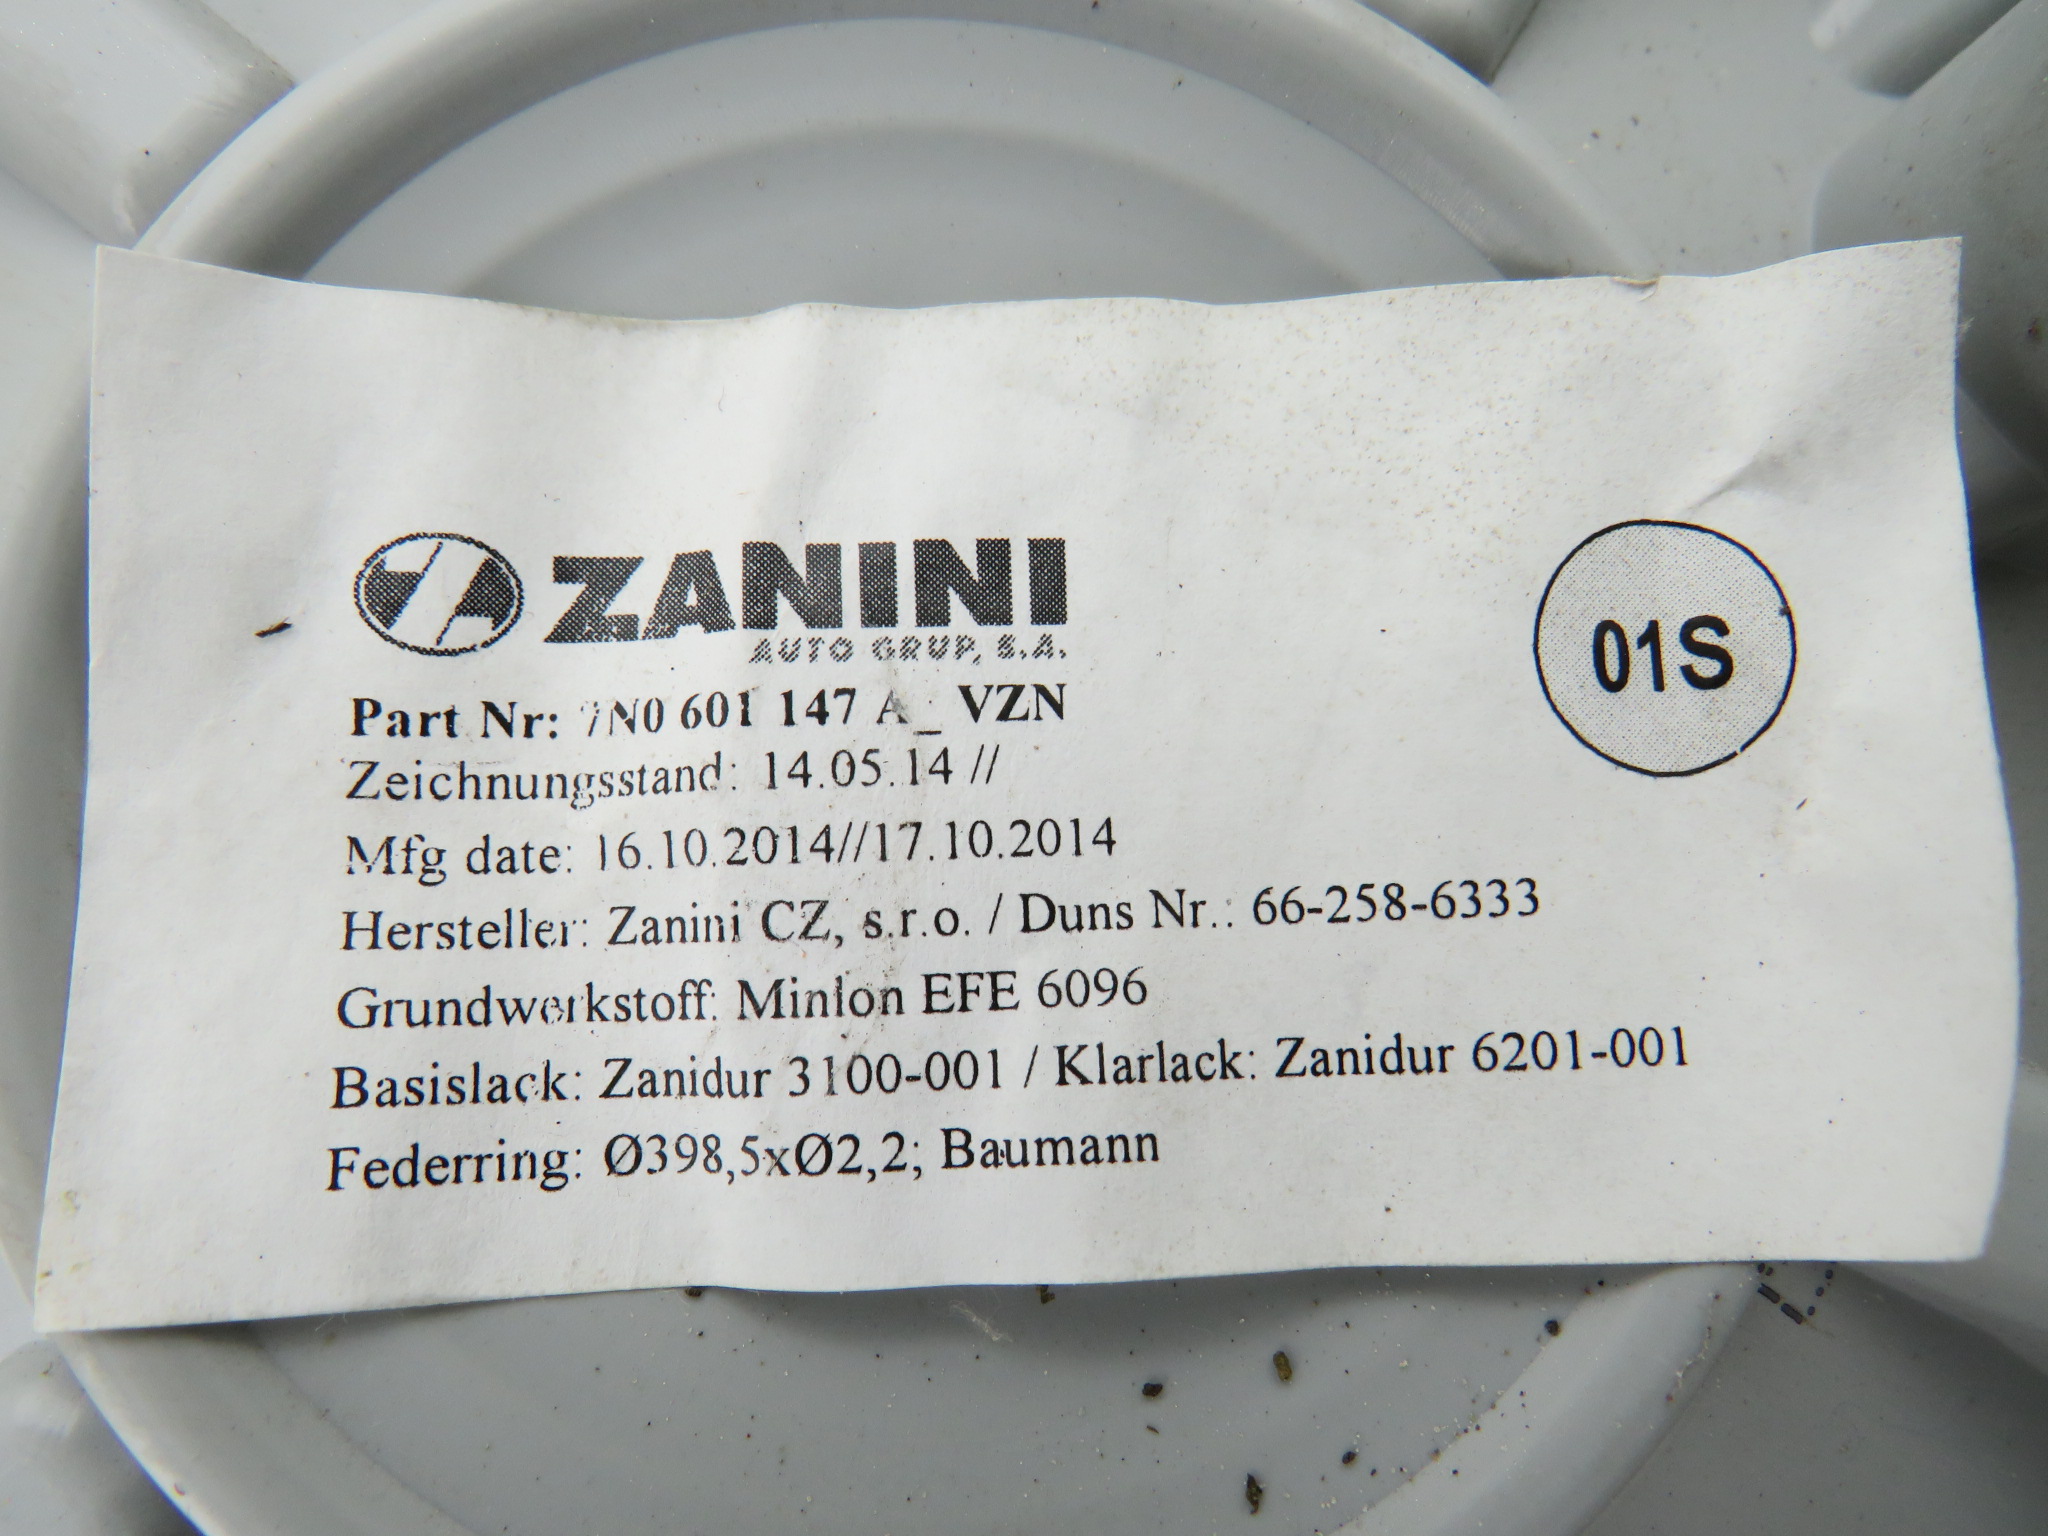 ZANINI
AUTO GRUP, S.A.
01S
Part Nr: 7N0 601 147 A_ VZN
Zeichnungsstand: 14.05.14 //
Mfg date: 16.10.2014//17.10.2014
Hersteller: Zanini CZ, s.r.o. / Duns Nr.: 66-258-6333
Grundwerkstoff: Minlon EFE 6096
Basislack: Zanidur 3100-001 / Klarlack: Zanidur 6201-001
Federring: Ø398,5xØ2,2; Baumann